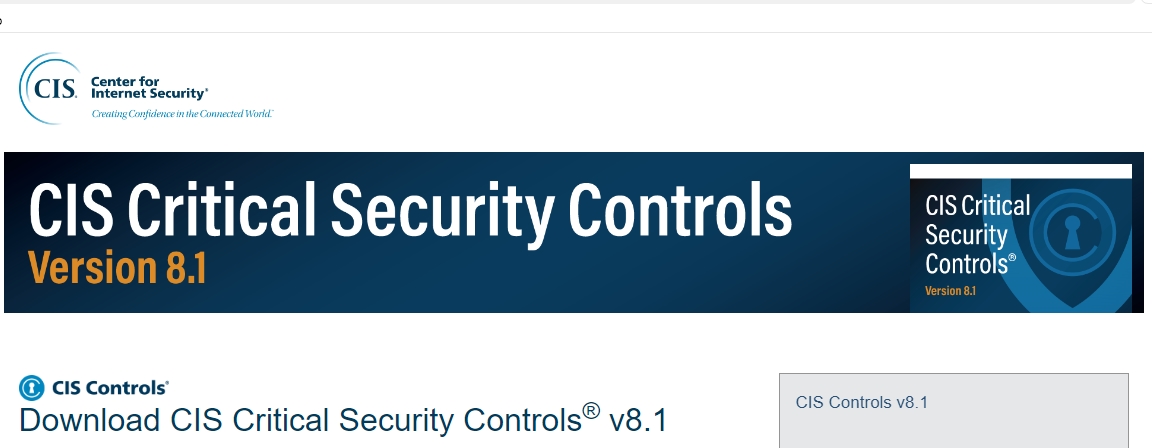 CIS.
Center for
Internet Security®
Creating Confidence in the Connected World.™
CIS Critical Security Controls
Version 8.1
CIS Critical
Security
Controls®
Version 8.1
CIS Controls®
Download CIS Critical Security Controls® v8.1
CIS Controls v8.1